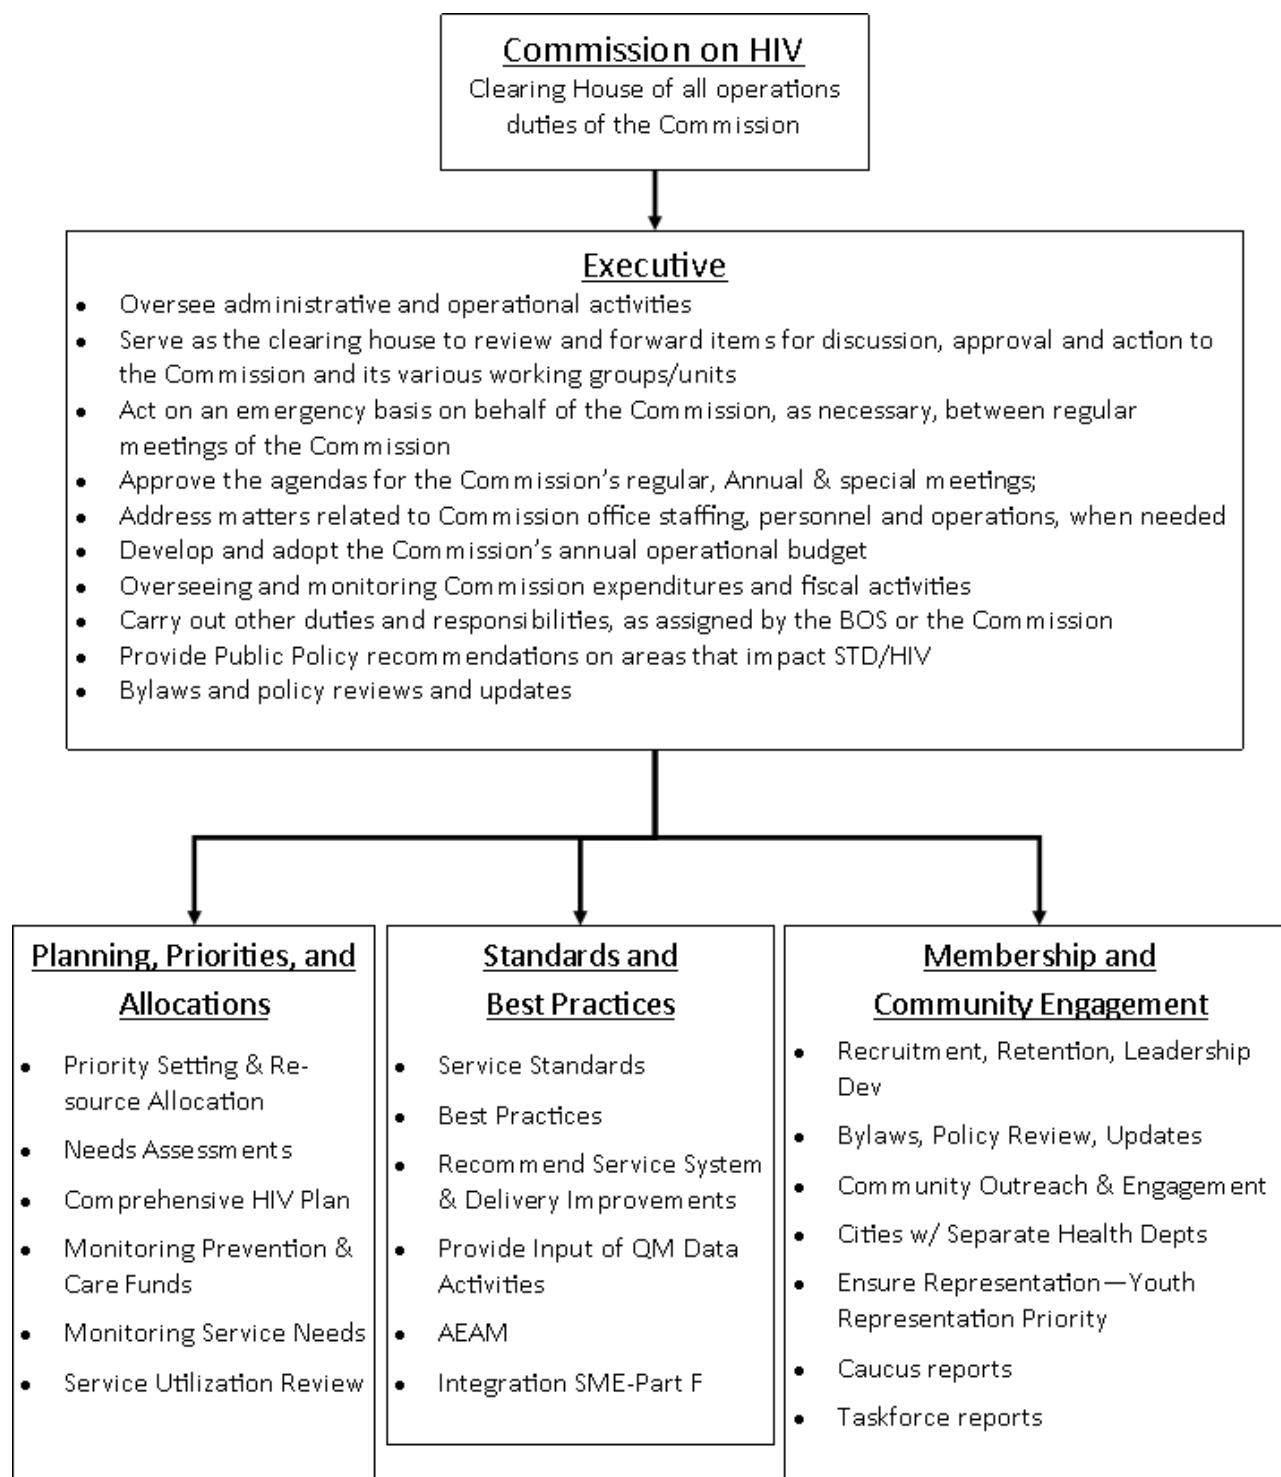 Commission on HIV
Clearing House of all operations
duties of the Commission
Executive
• Oversee administrative and operational activities
• Serve as the clearing house to review and forward items for discussion, approval and action to
the Commission and its various working groups/units
• Act on an emergency basis on behalf of the Commission, as necessary, between regular
meetings of the Commission
• Approve the agendas for the Commission's regular, Annual & special meetings;
• Address matters related to Commission office staffing, personnel and operations, when needed
• Develop and adopt the Commission's annual operational budget
• Overseeing and monitoring Commission expenditures and fiscal activities
• Carry out other duties and responsibilities, as assigned by the BOS or the Commission
• Provide Public Policy recommendations on areas that impact STD/HIV
• Bylaws and policy reviews and updates
Planning, Priorities, and
Allocations
• Priority Setting & Re-
source Allocation
• Needs Assessments
• Comprehensive HIV Plan
• Monitoring Prevention &
Care Funds
• Monitoring Service Needs
• Service Utilization Review
Standards and
Best Practices
• Service Standards
• Best Practices
• Recommend Service System
& Delivery Improvements
• Provide Input of QM Data
Activities
• AEAM
• Integration SME-Part F
Membership and
Community Engagement
• Recruitment, Retention, Leadership
Dev
• Bylaws, Policy Review, Updates
• Community Outreach & Engagement
• Cities w/ Separate Health Depts
• Ensure Representation—Youth
Representation Priority
• Caucus reports
• Taskforce reports